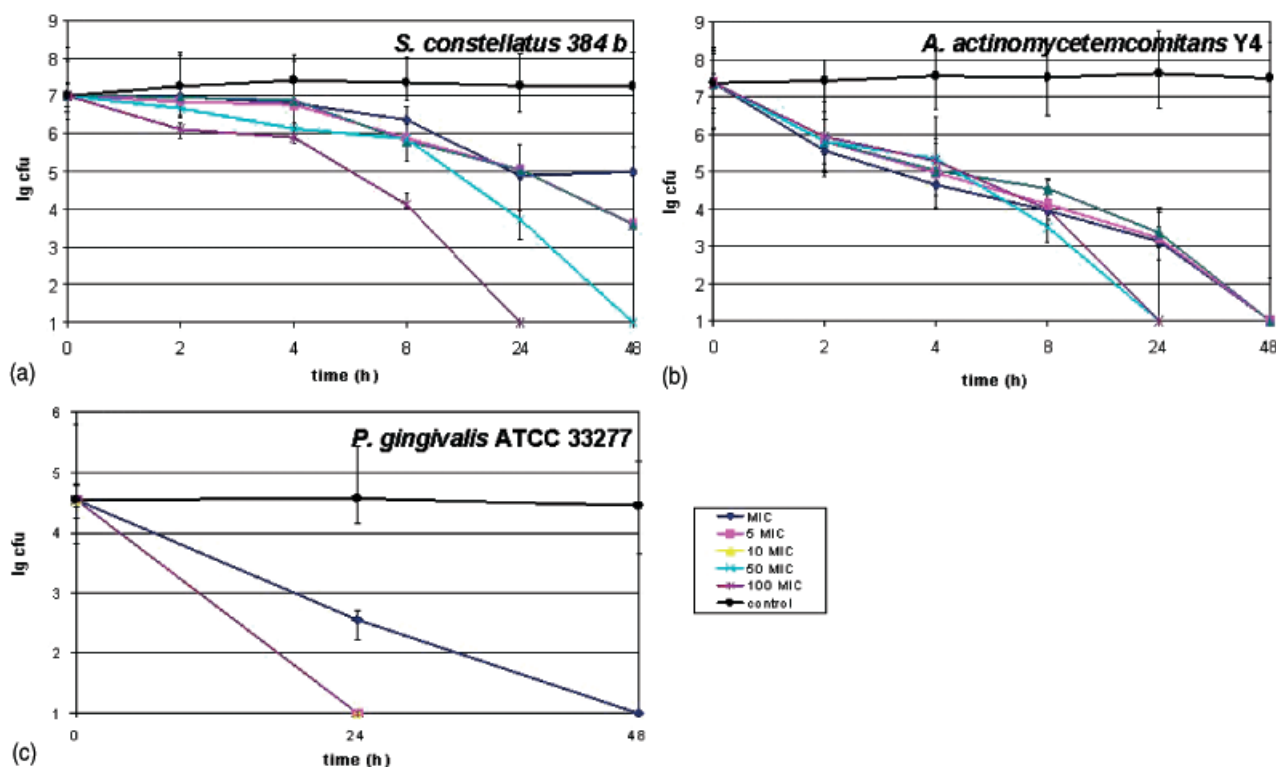 S. constellatus 384 b
9
8
7
6
5
4
3
2
1
lg cfu
0 2 4 8 24 48
time (h)
(a)
A. actinomycetemcomitans Y4
9
8
7
6
5
4
3
2
1
lg cfu
0 2 4 8 24 48
time (h)
(b)
P. gingivalis ATCC 33277
6
5
4
3
2
1
lg cfu
0 24 48
time (h)
(c)
MIC
5 MIC
10 MIC
50 MIC
100 MIC
control